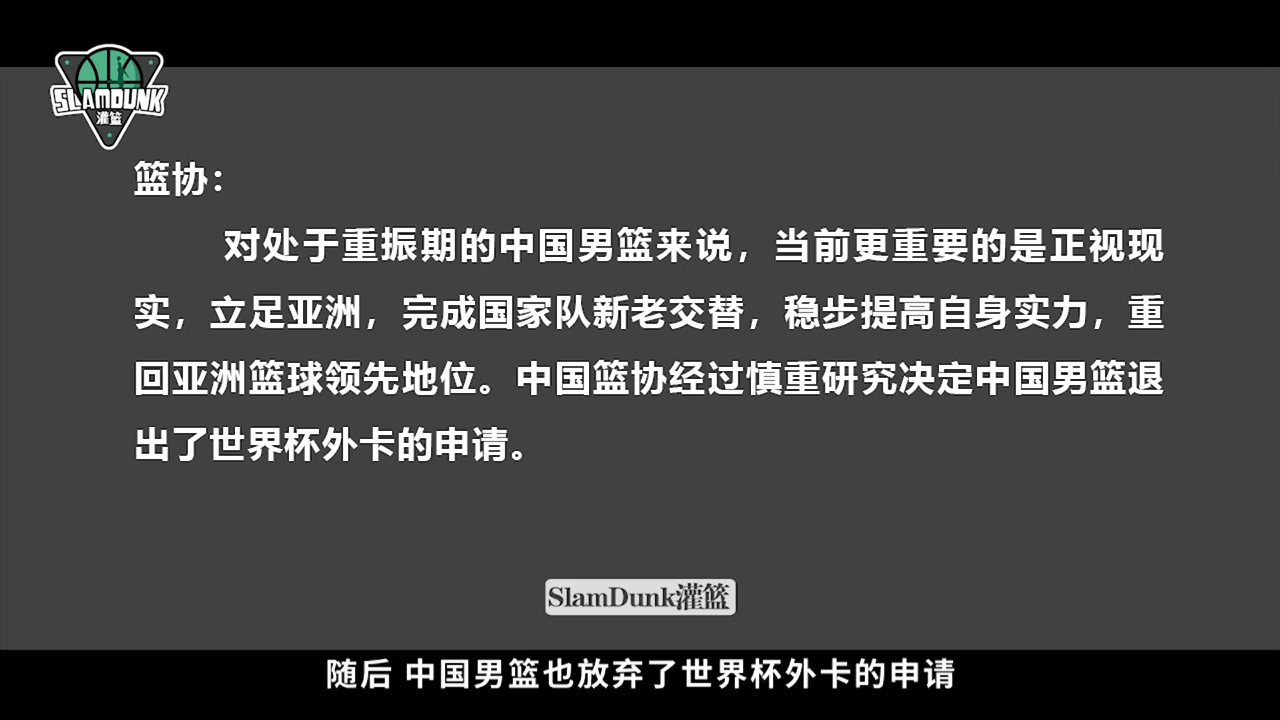 SLAMDUNK
灌篮
篮协：
对处于重振期的中国男篮来说，当前更重要的是正视现
实，立足亚洲，完成国家队新老交替，稳步提高自身实力，重
回亚洲篮球领先地位。中国篮协经过慎重研究决定中国男篮退
出了世界杯外卡的申请。
SlamDunk灌篮
随后 中国男篮也放弃了世界杯外卡的申请